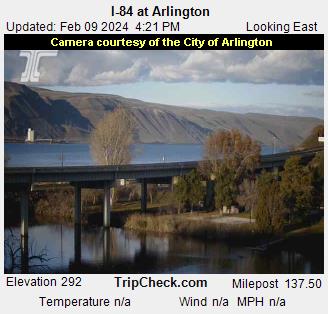 I-84 at Arlington
Updated: Feb 09 2024 4:21 PM Looking East
Camera courtesy of the City of Arlington
Elevation 292 TripCheck.com Milepost 137.50
Temperature n/a Wind n/a MPH n/a